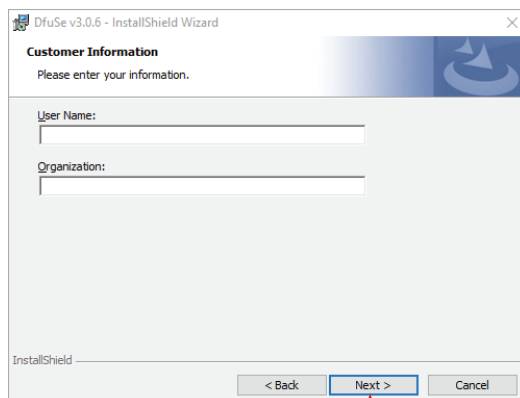 DfuSe v3.0.6 - InstallShield Wizard
Customer Information
Please enter your information.
User Name:
Organization:
InstallShield
< Back
Next >
Cancel